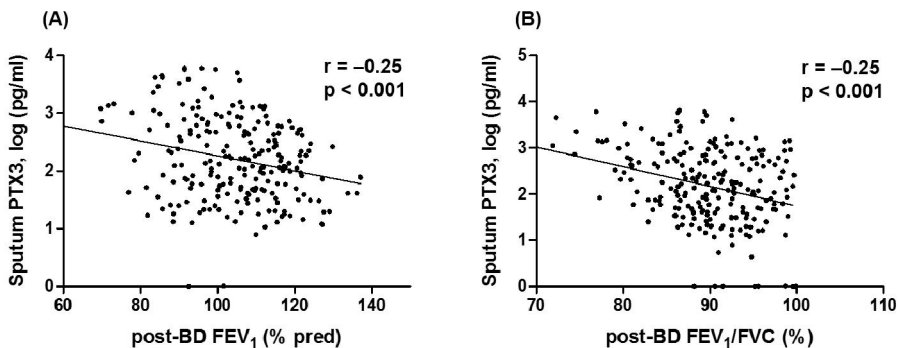 (A)
r = –0.25
p < 0.001
Sputum PTX3, log (pg/ml)
4
3
2
1
0
60 80 100 120 140
post-BD FEV₁ (% pred)
(B)
r = –0.25
p < 0.001
Sputum PTX3, log (pg/ml)
5
4
3
2
1
0
70 80 90 100 110
post-BD FEV₁/FVC (%)